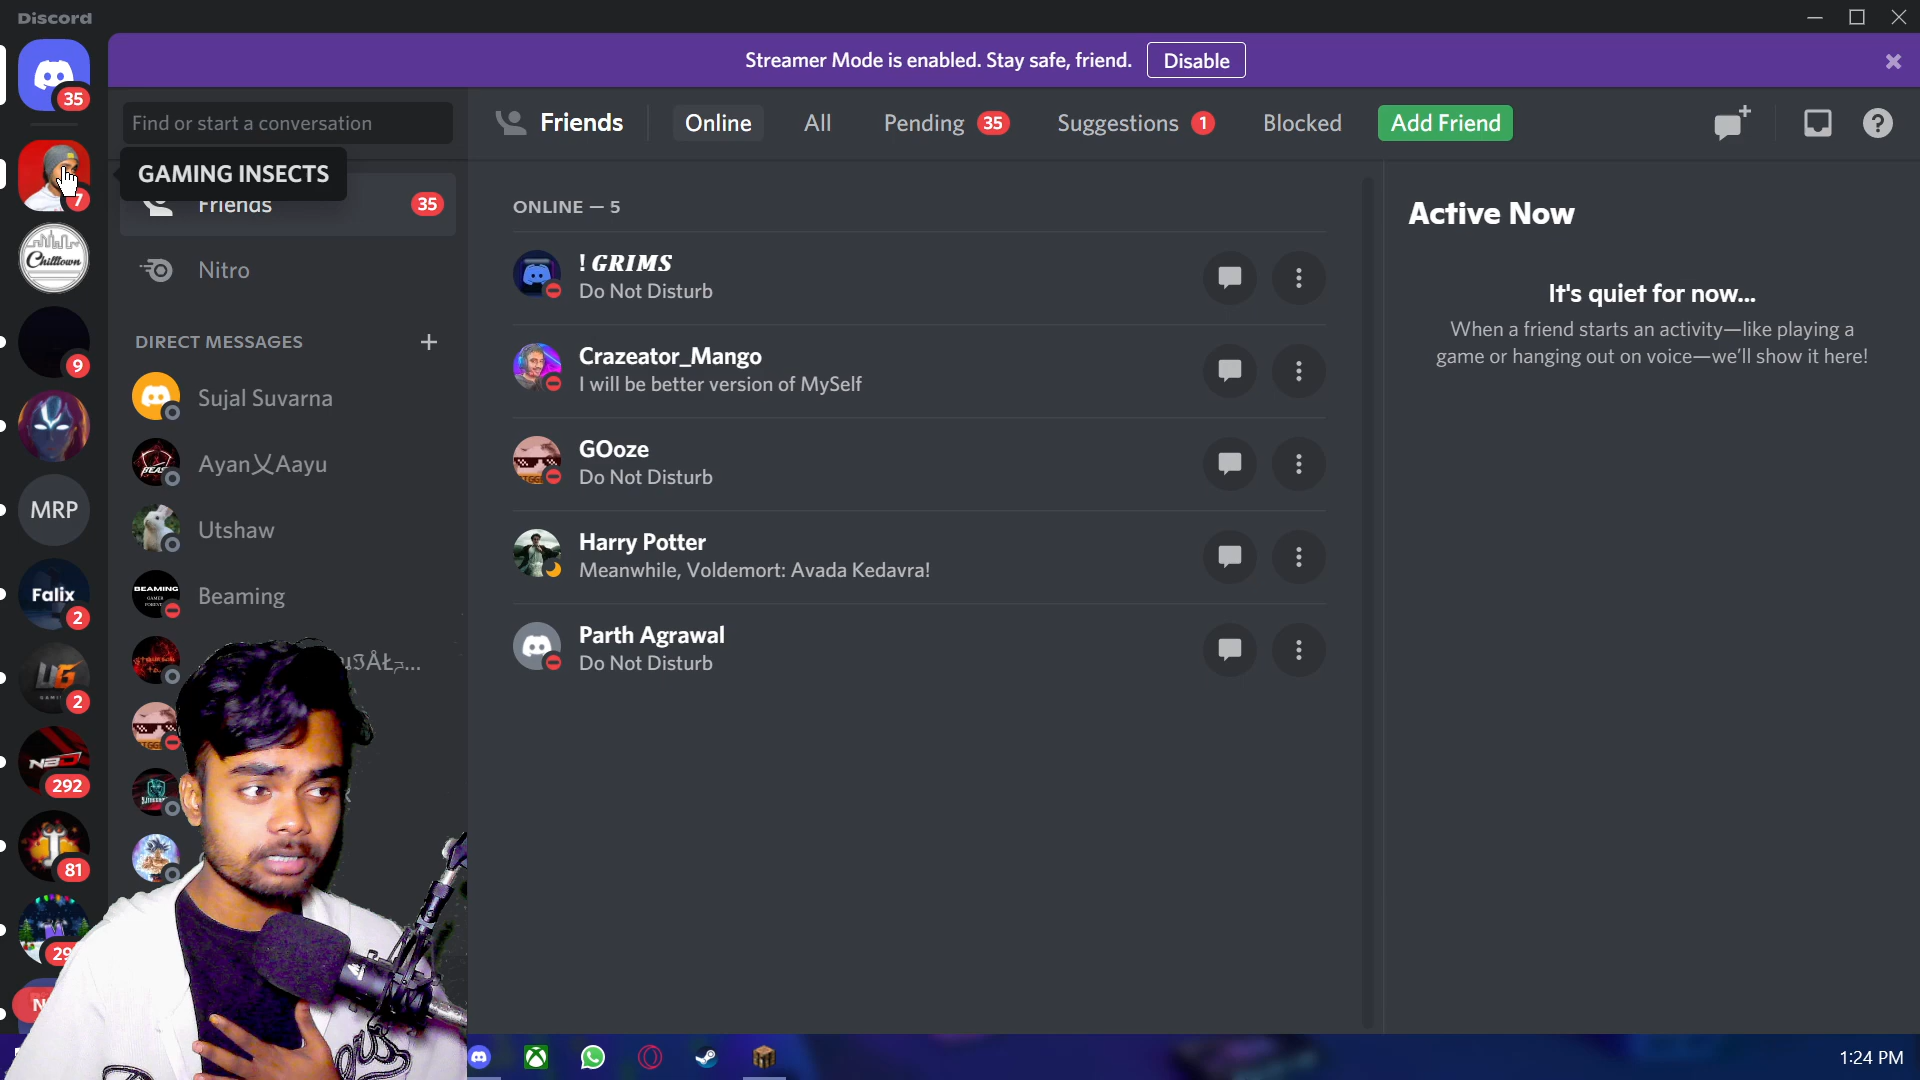 Discord
Streamer Mode is enabled. Stay safe, friend.
Disable
35
Find or start a conversation
Friends
Online
All
Pending 35
Suggestions 1
Blocked
Add Friend
GAMING INSECTS
7
Friends
35
Chilltown
Nitro
9
DIRECT MESSAGES
Sujal Suvarna
Ayan乂Aayu
MRP
Utshaw
Falix
2
BEAMING
Beaming
UG
2
NBD
292
81
ONLINE — 5
! GRIMS
Do Not Disturb
Crazeator_Mango
I will be better version of MySelf
GOoze
Do Not Disturb
Harry Potter
Meanwhile, Voldemort: Avada Kedavra!
Parth Agrawal
Do Not Disturb
Active Now
It's quiet for now...
When a friend starts an activity—like playing a
game or hanging out on voice—we'll show it here!
1:24 PM